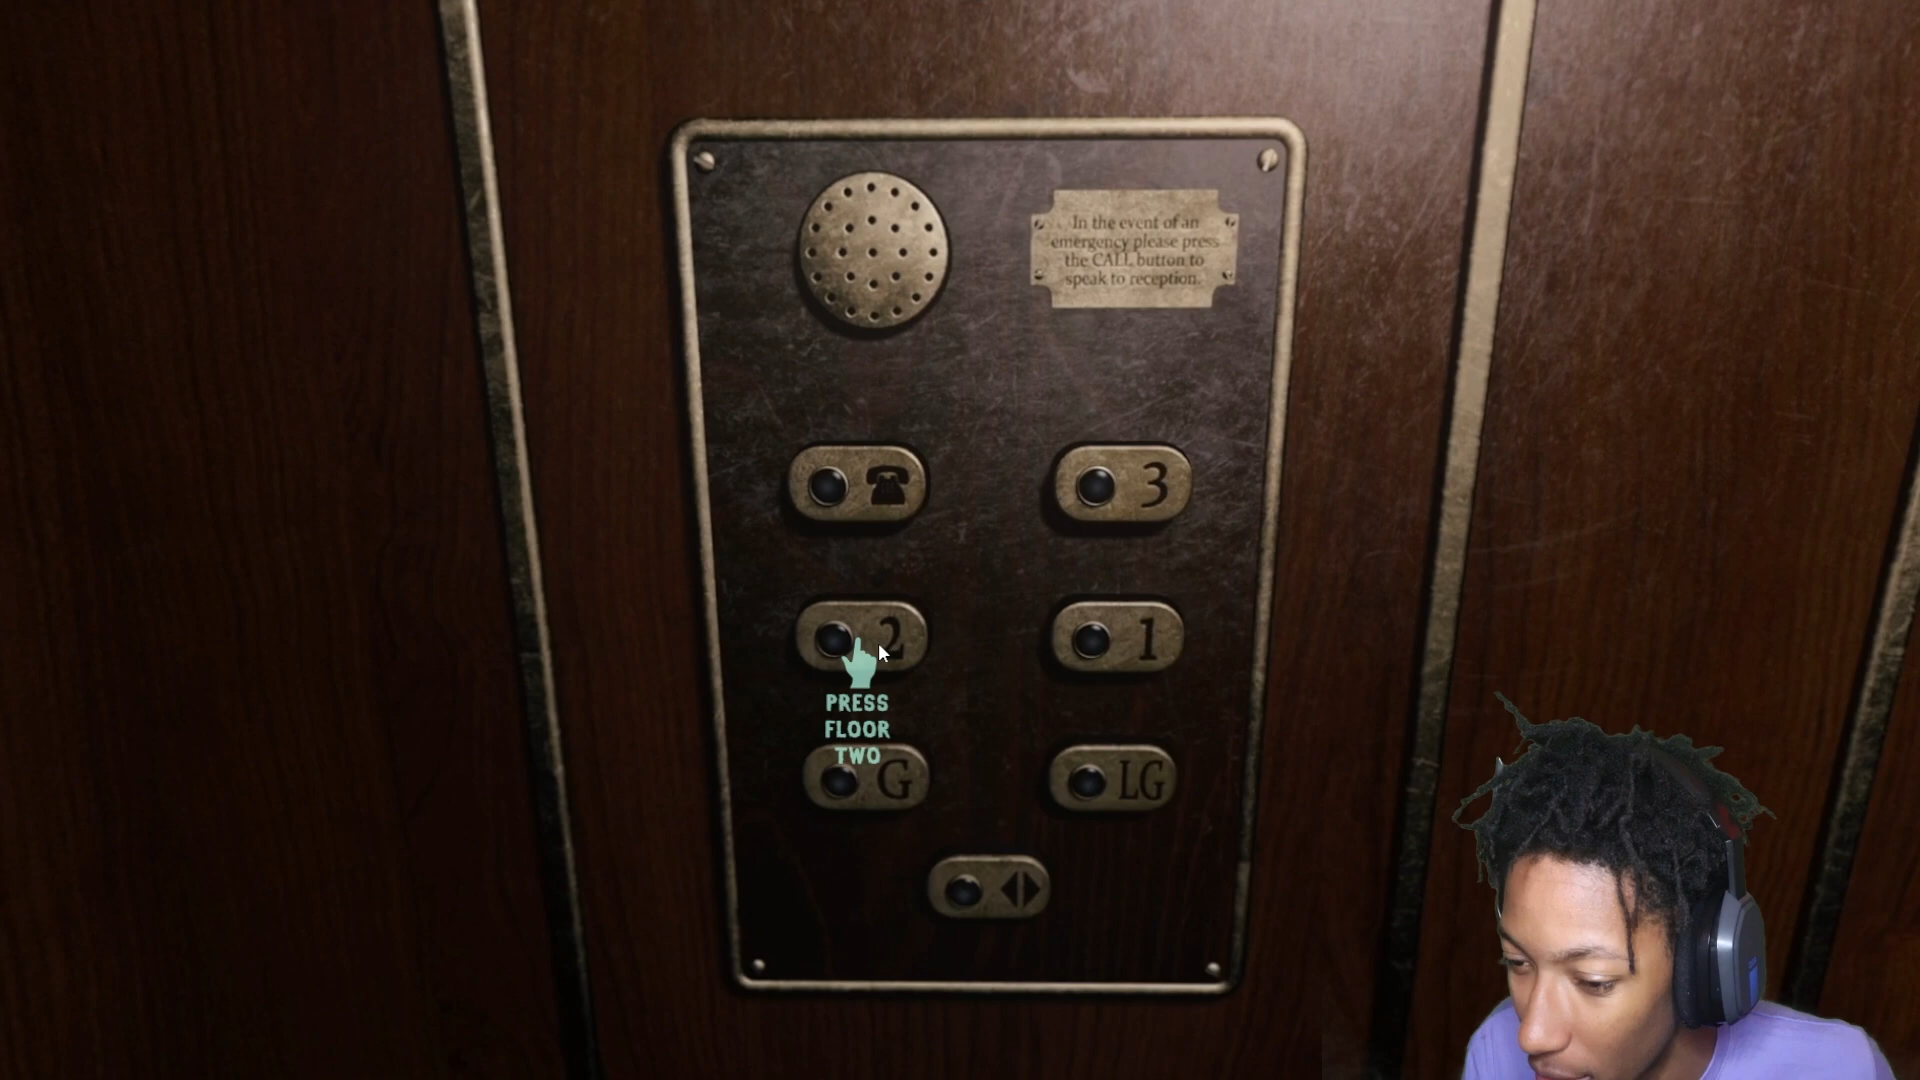 In the event of an
emergency please press
the CALL button to
speak to reception.
3
2
1
PRESS
FLOOR
TWO
G
LG